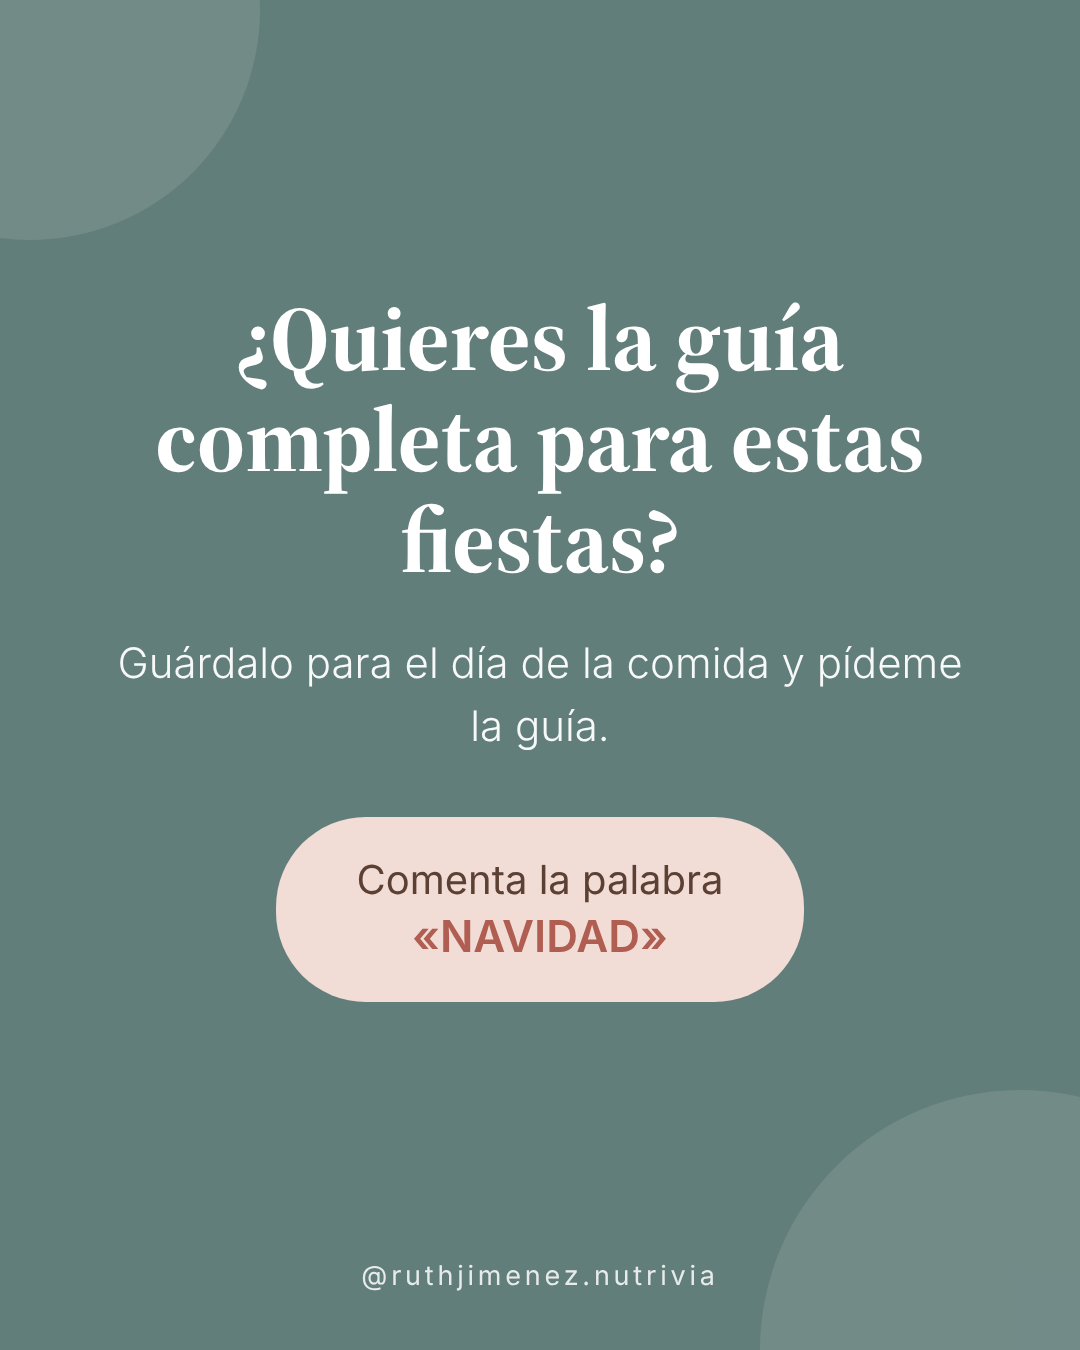 ¿Quieres la guía
completa para estas
fiestas?
Guárdalo para el día de la comida y pídeme
la guía.
Comenta la palabra
«NAVIDAD»
@ruthjimenez.nutrivia